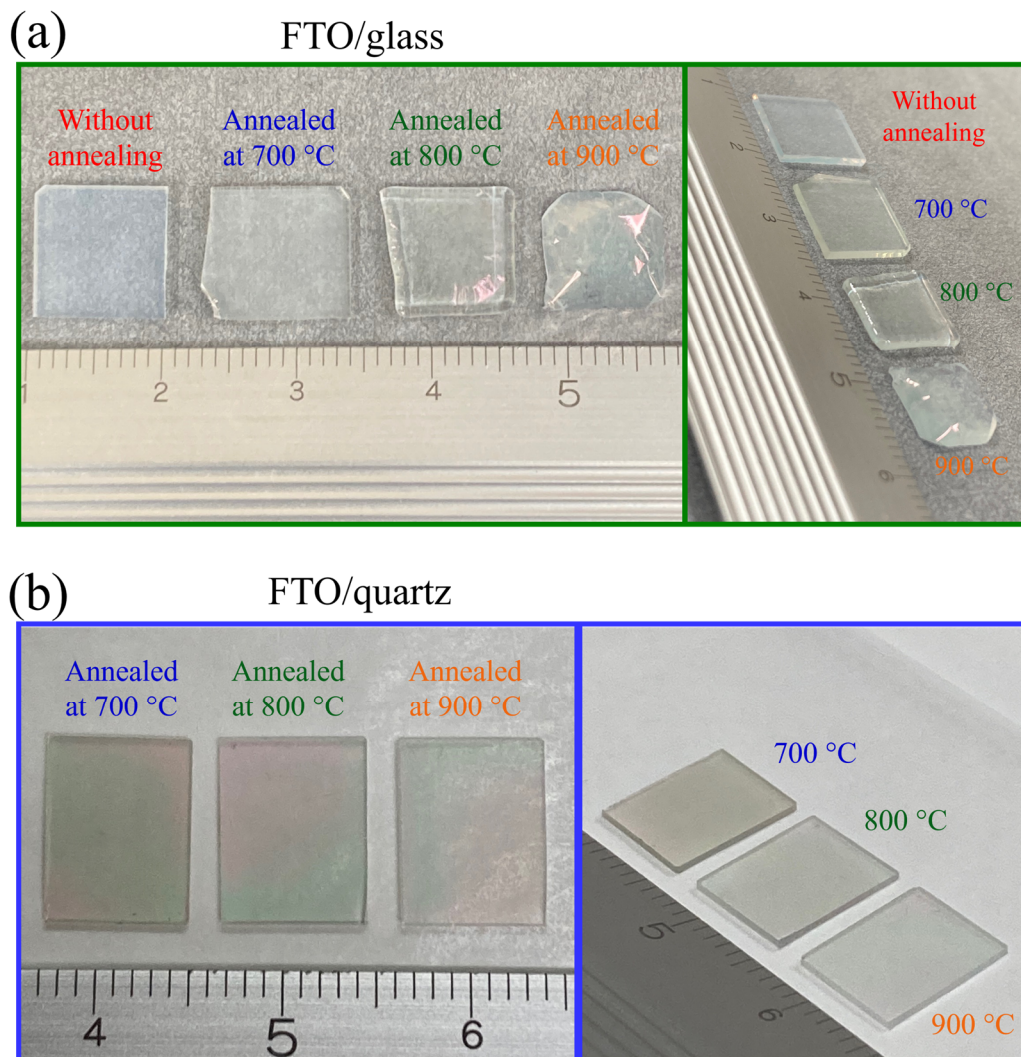 (a)
FTO/glass
Without
annealing
Annealed
at 700 °C
Annealed
at 800 °C
Annealed
at 900 °C
1 2 3 4 5
Without
annealing
700 °C
800 °C
900 °C
1
2
3
4
5
6
(b)
FTO/quartz
Annealed
at 700 °C
Annealed
at 800 °C
Annealed
at 900 °C
4 5 6
700 °C
800 °C
900 °C
5
6